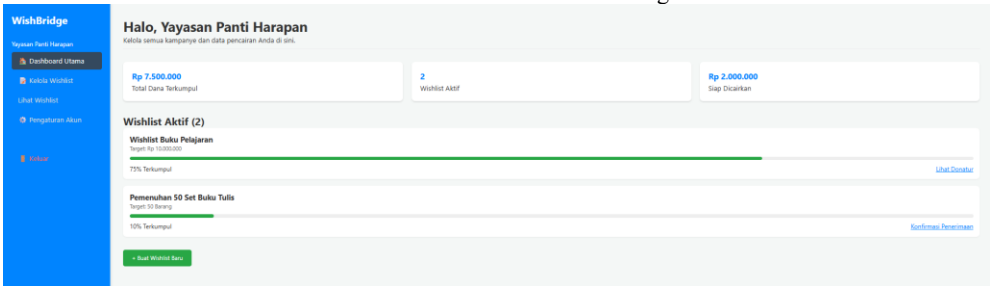 WishBridge
Yayasan Panti Harapan
Dashboard Utama
Kelola Wishlist
Lihat Wishlist
Pengaturan Akun
Keluar
Halo, Yayasan Panti Harapan
Kelola semua kampanye dan data pencairan Anda di sini.
Rp 7.500.000
Total Dana Terkumpul
2
Wishlist Aktif
Rp 2.000.000
Siap Dicairkan
Wishlist Aktif (2)
Wishlist Buku Pelajaran
Target: Rp 10.000.000
75% Terkumpul
Lihat Donatur
Pemenuhan 50 Set Buku Tulis
Target: 50 Barang
10% Terkumpul
Konfirmasi Penerimaan
+ Buat Wishlist Baru